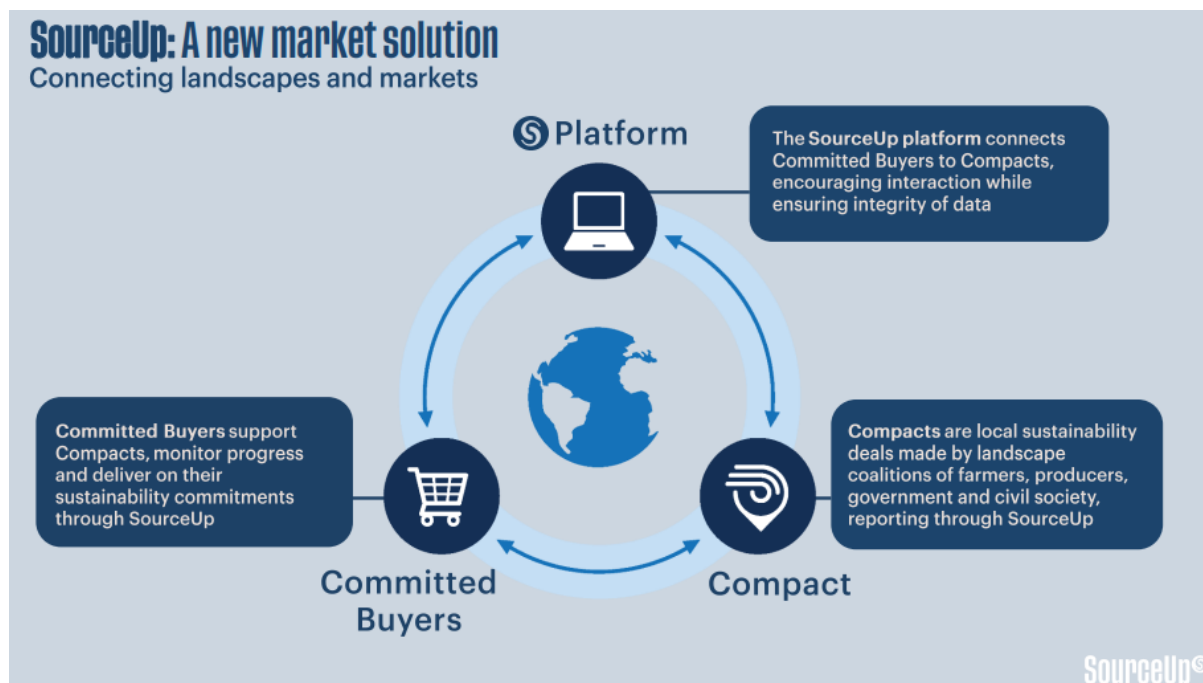 SourceUp: A new market solution
Connecting landscapes and markets
Platform
The SourceUp platform connects
Committed Buyers to Compacts,
encouraging interaction while
ensuring integrity of data
Committed Buyers support
Compacts, monitor progress
and deliver on their
sustainability commitments
through SourceUp
Compacts are local sustainability
deals made by landscape
coalitions of farmers, producers,
government and civil society,
reporting through SourceUp
Committed
Buyers
Compact
SourceUp